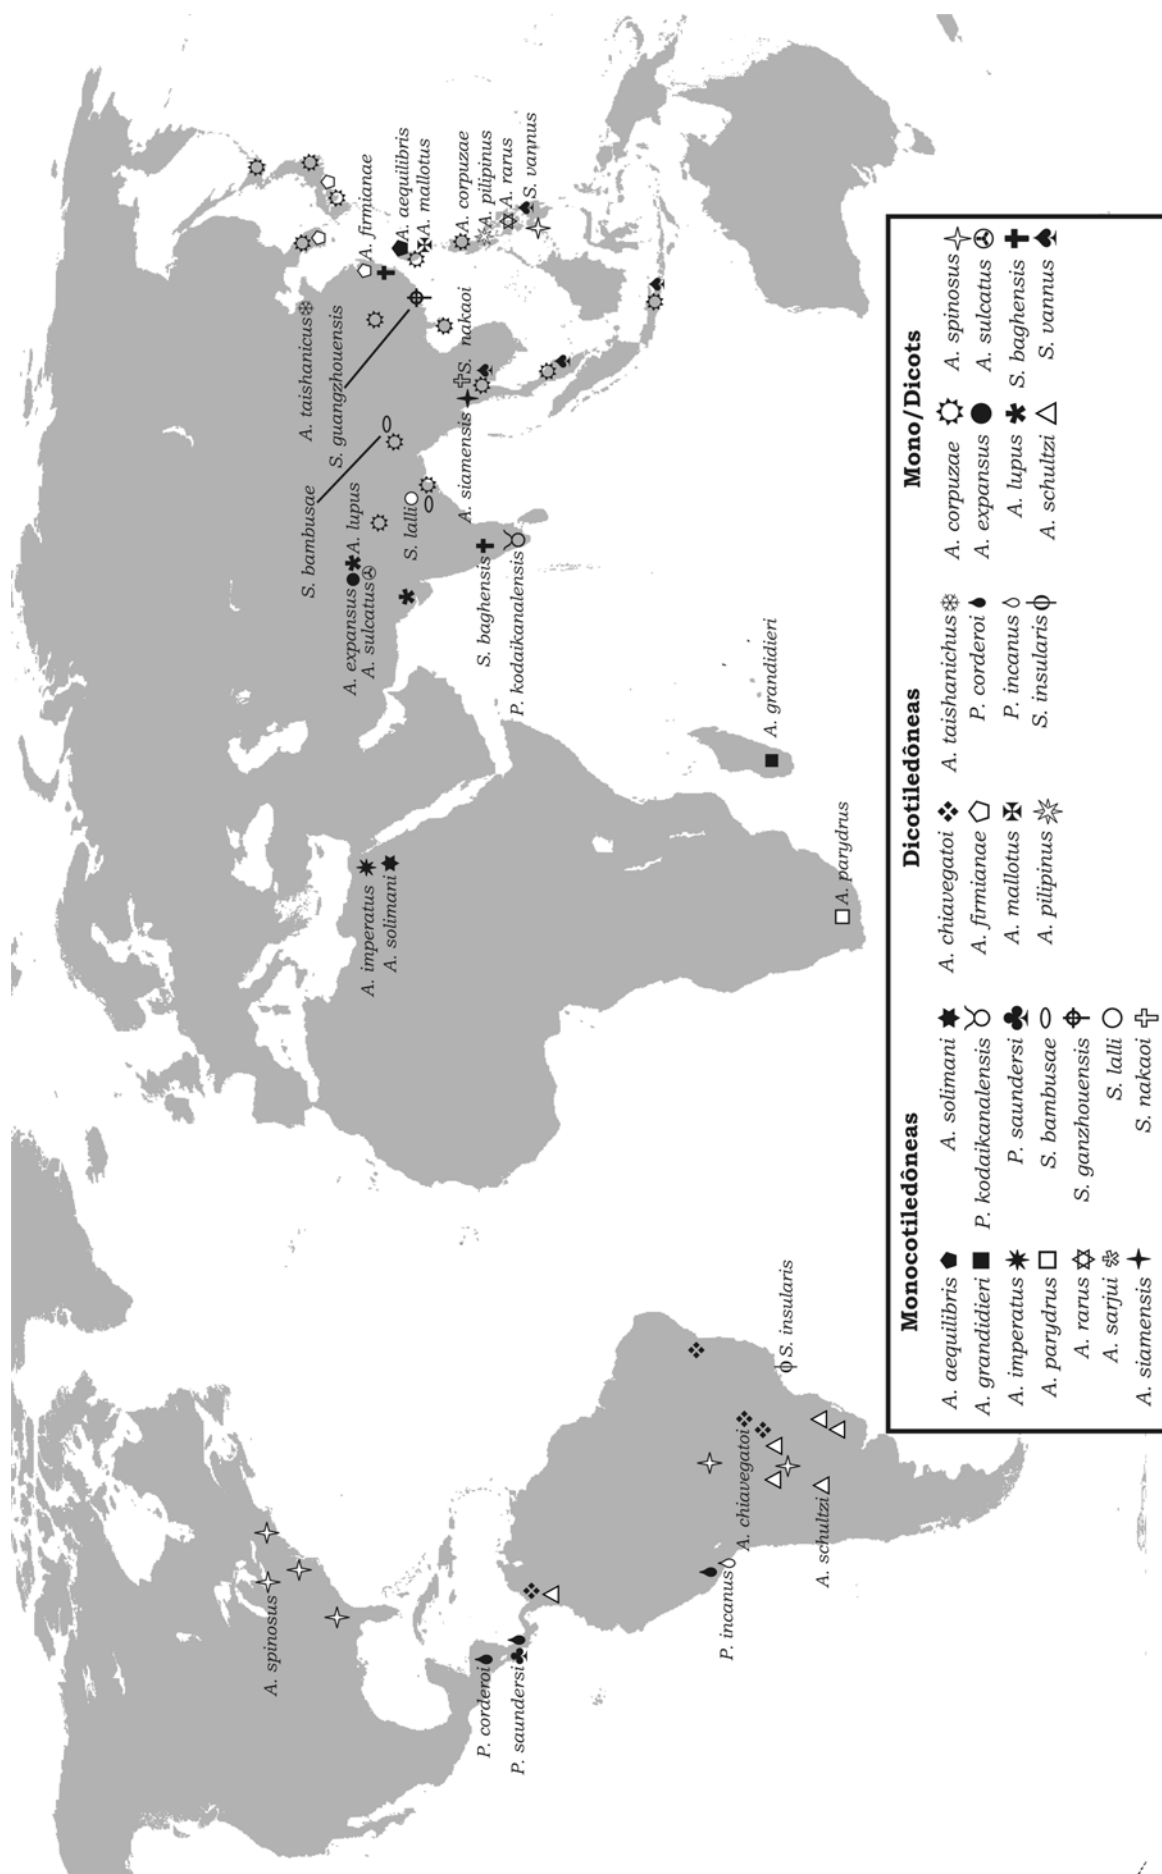 A. spinosus
P. corderoi
P. saundersi
P. incanus
A. chiavegatoi
A. schultzi
S. insularis
A. imperatus
A. solimani
A. parydrus
A. grandidieri
A. expansus
A. lupus
A. sulcatus
S. bambusae
A. taishanicus
S. guangzhouensis
S. lalli
S. baghensis
P. kodaikanalensis
A. siamensis
S. nakaoi
A. firmianae
A. aequilibris
A. mallotus
A. corpuzae
A. pilipinus
A. rarus
S. vannus
Monocotiledôneas
A. aequilibris
A. grandidieri
A. imperatus
A. parydrus
A. rarus
A. sarjui
A. siamensis
A. solimani
P. kodaikanalensis
P. saundersi
S. bambusae
S. ganzhouensis
S. lalli
S. nakaoi
Dicotiledôneas
A. chiavegatoi
A. firmianae
A. mallotus
A. pilipinus
A. taishanichus
P. corderoi
P. incanus
S. insularis
Mono/Dicots
A. corpuzae
A. expansus
A. lupus
A. schultzi
A. spinosus
A. sulcatus
S. baghensis
S. vannus